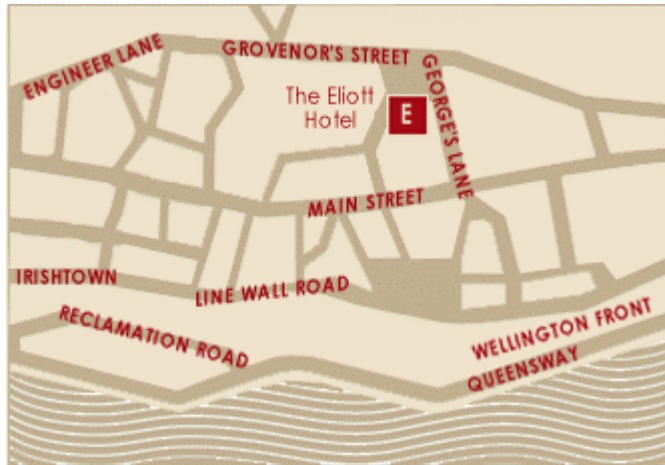 ENGINEER LANE
GROVENOR'S STREET
GEORGE'S LANE
The Eliott
Hotel
E
MAIN STREET
IRISHTOWN
LINE WALL ROAD
RECLAMATION ROAD
WELLINGTON FRONT
QUEENSWAY